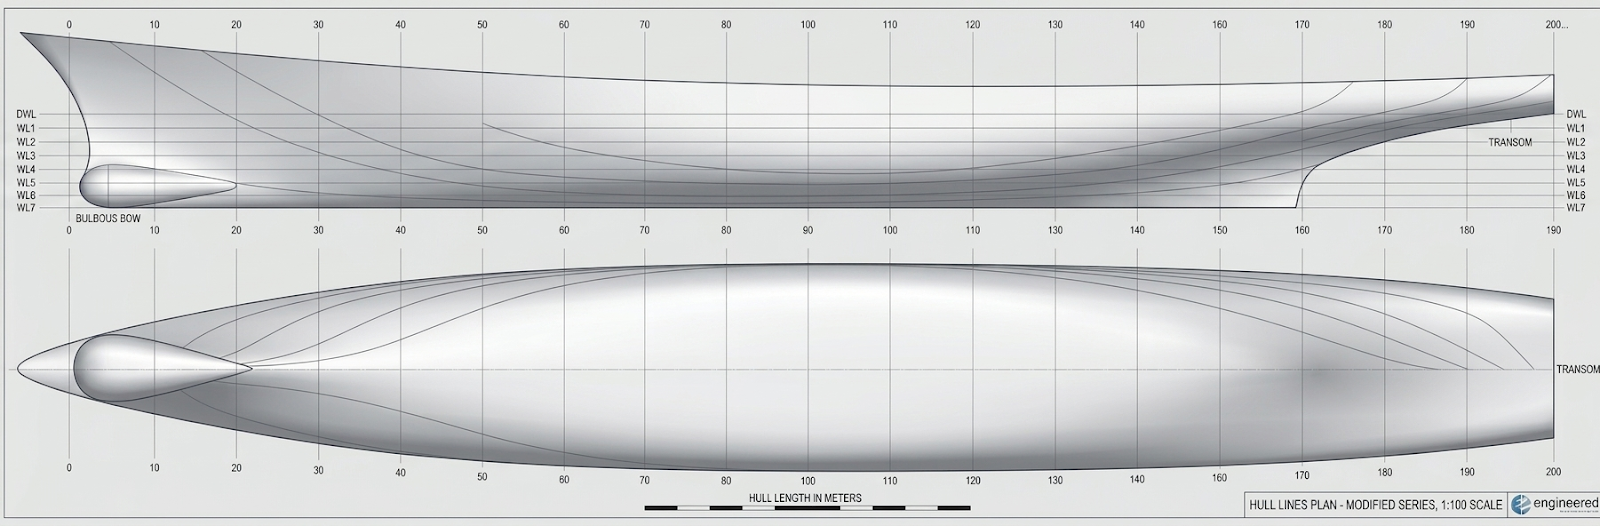 0 10 20 30 40 50 60 70 80 90 100 110 120 130 140 150 160 170 180 190 200...
DWL DWL
WL1 WL1
WL2 TRANSOM WL2
WL3 WL3
WL4 WL4
WL5 WL5
WL6 WL6
WL7 WL7
BULBOUS BOW
0 10 20 30 40 50 60 70 80 90 100 110 120 130 140 150 160 170 180 190 190
TRANSOM
0 10 20 30 40 50 60 70 80 90 100 110 120 130 140 150 160 170 180 190 200
HULL LENGTH IN METERS
HULL LINES PLAN - MODIFIED SERIES, 1:100 SCALE
engineered